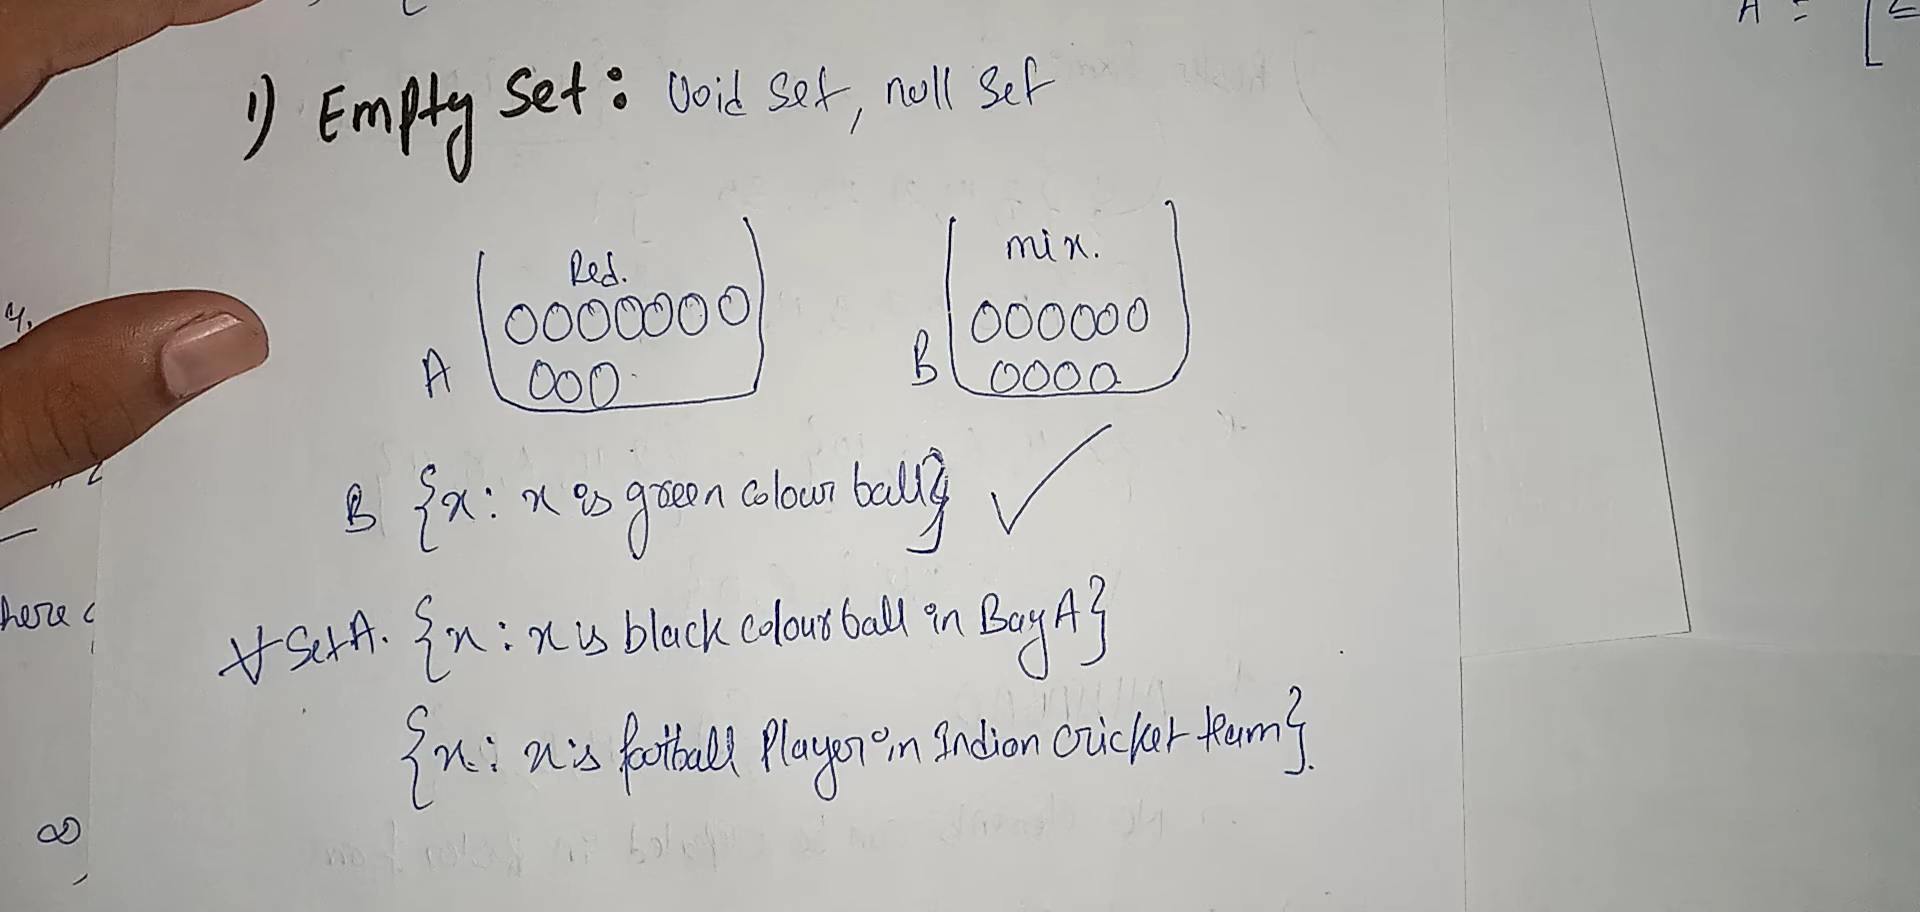 1) Empty Set: Void Set, null Set
Red.
mix.
A
B
B {x: x is green colour ball} ✓
∀ Set A. {x: x is black colour ball in Bag A}
{x: x is football Player in Indian cricket team}.
A = [
here
∞